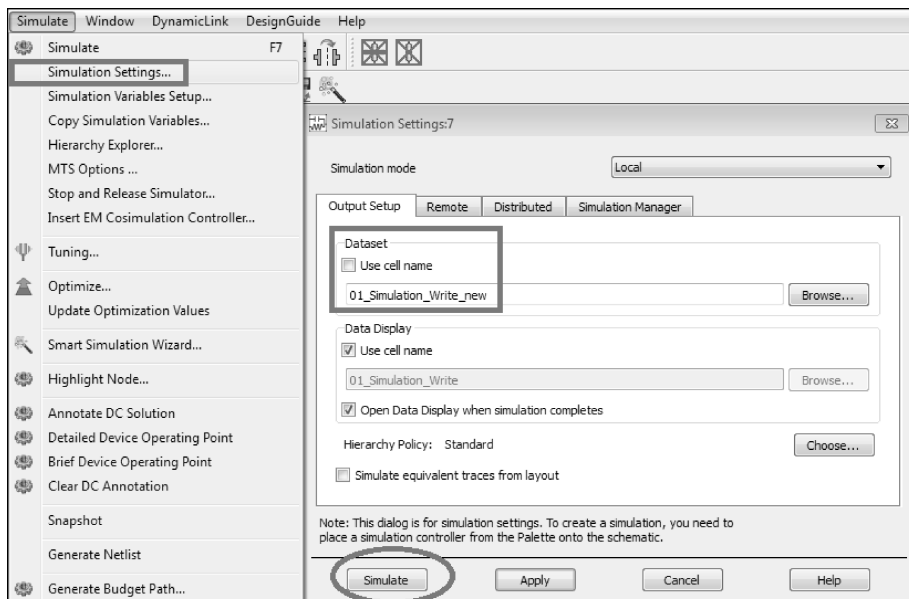 Simulate Window DynamicLink DesignGuide Help
Simulate F7
Simulation Settings...
Simulation Variables Setup...
Copy Simulation Variables...
Hierarchy Explorer...
MTS Options ...
Stop and Release Simulator...
Insert EM Cosimulation Controller...
Tuning...
Optimize...
Update Optimization Values
Smart Simulation Wizard...
Highlight Node...
Annotate DC Solution
Detailed Device Operating Point
Brief Device Operating Point
Clear DC Annotation
Snapshot
Generate Netlist
Generate Budget Path...
Simulation Settings:7
Simulation mode Local
Output Setup Remote Distributed Simulation Manager
Dataset
Use cell name
01_Simulation_Write_new Browse...
Data Display
Use cell name
01_Simulation_Write Browse...
Open Data Display when simulation completes
Hierarchy Policy: Standard Choose...
Simulate equivalent traces from layout
Note: This dialog is for simulation settings. To create a simulation, you need to
place a simulation controller from the Palette onto the schematic.
Simulate Apply Cancel Help